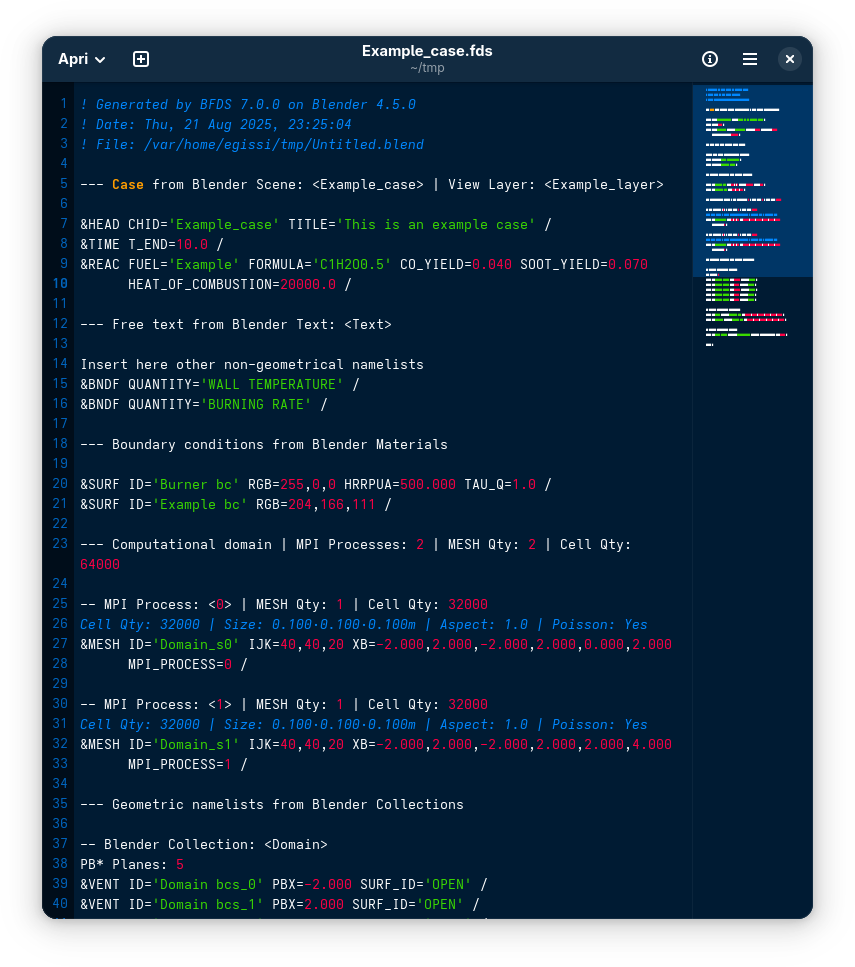 Apri
Example_case.fds
~/tmp
1 ! Generated by BFDS 7.0.0 on Blender 4.5.0
2 ! Date: Thu, 21 Aug 2025, 23:25:04
3 ! File: /var/home/egissi/tmp/Untitled.blend
4
5 --- Case from Blender Scene: <Example_case> | View Layer: <Example_layer>
6
7 &HEAD CHID='Example_case' TITLE='This is an example case' /
8 &TIME T_END=10.0 /
9 &REAC FUEL='Example' FORMULA='C1H2O0.5' CO_YIELD=0.040 SOOT_YIELD=0.070
10 HEAT_OF_COMBUSTION=20000.0 /
11
12 --- Free text from Blender Text: <Text>
13
14 Insert here other non-geometrical namelists
15 &BNDF QUANTITY='WALL TEMPERATURE' /
16 &BNDF QUANTITY='BURNING RATE' /
17
18 --- Boundary conditions from Blender Materials
19
20 &SURF ID='Burner bc' RGB=255,0,0 HRRPUA=500.000 TAU_Q=1.0 /
21 &SURF ID='Example bc' RGB=204,166,111 /
22
23 --- Computational domain | MPI Processes: 2 | MESH Qty: 2 | Cell Qty:
64000
24
25 -- MPI Process: <0> | MESH Qty: 1 | Cell Qty: 32000
26 Cell Qty: 32000 | Size: 0.100·0.100·0.100m | Aspect: 1.0 | Poisson: Yes
27 &MESH ID='Domain_s0' IJK=40,40,20 XB=-2.000,2.000,-2.000,2.000,0.000,2.000
28 MPI_PROCESS=0 /
29
30 -- MPI Process: <1> | MESH Qty: 1 | Cell Qty: 32000
31 Cell Qty: 32000 | Size: 0.100·0.100·0.100m | Aspect: 1.0 | Poisson: Yes
32 &MESH ID='Domain_s1' IJK=40,40,20 XB=-2.000,2.000,-2.000,2.000,2.000,4.000
33 MPI_PROCESS=1 /
34
35 --- Geometric namelists from Blender Collections
36
37 -- Blender Collection: <Domain>
38 PB* Planes: 5
39 &VENT ID='Domain bcs_0' PBX=-2.000 SURF_ID='OPEN' /
40 &VENT ID='Domain bcs_1' PBX=2.000 SURF_ID='OPEN' /